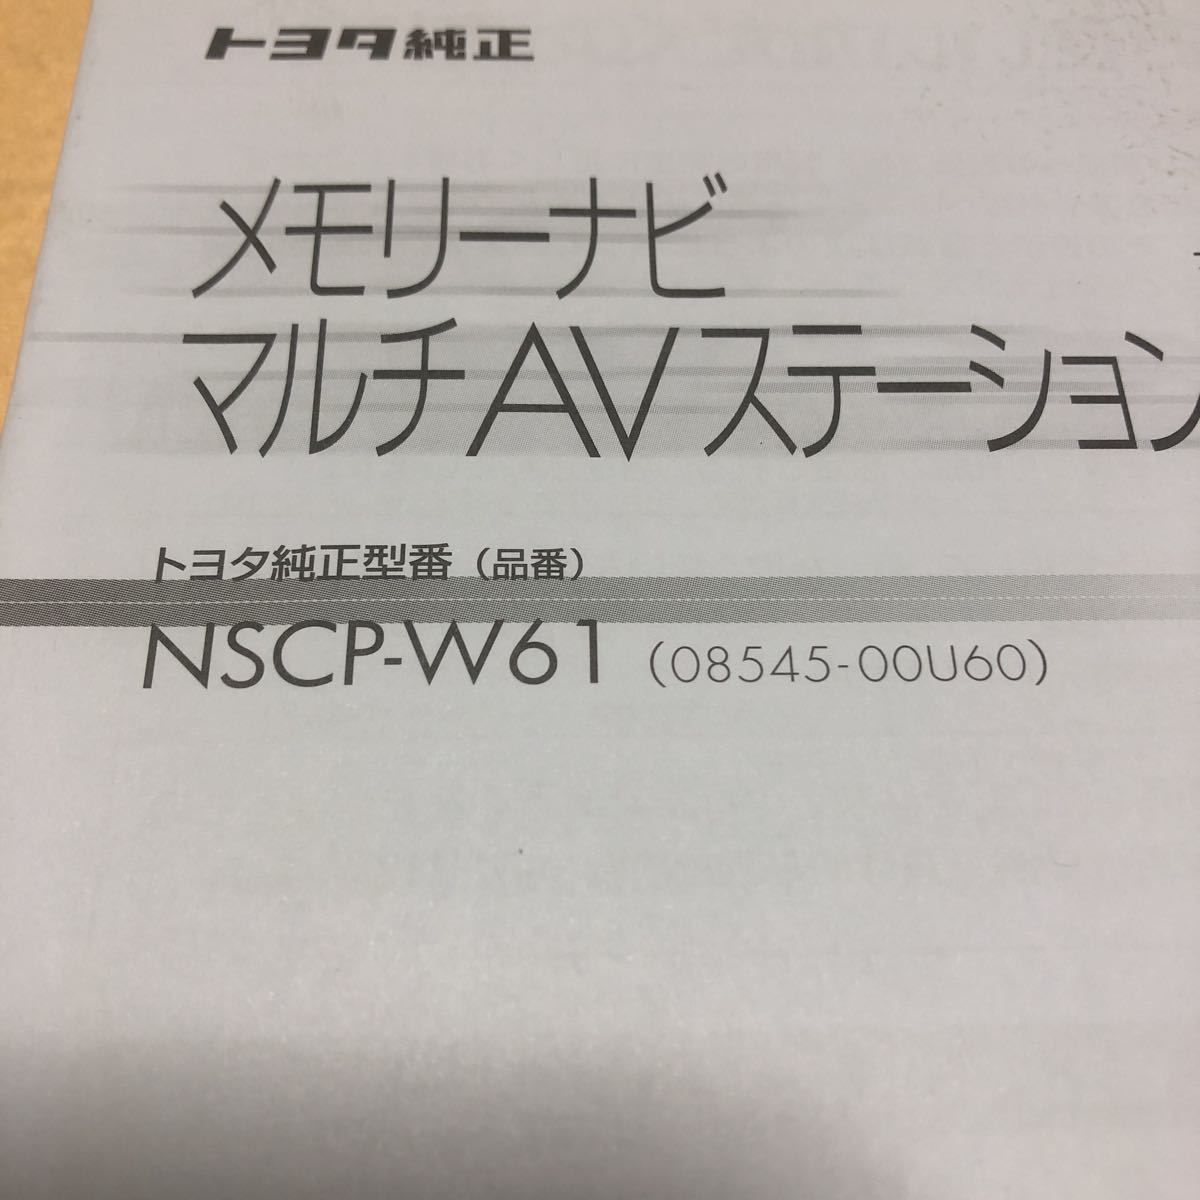 トヨタ純正
メモリーナビ
マルチAVステーション
トヨタ純正型番（品番）
NSCP-W61（08545-00U60）